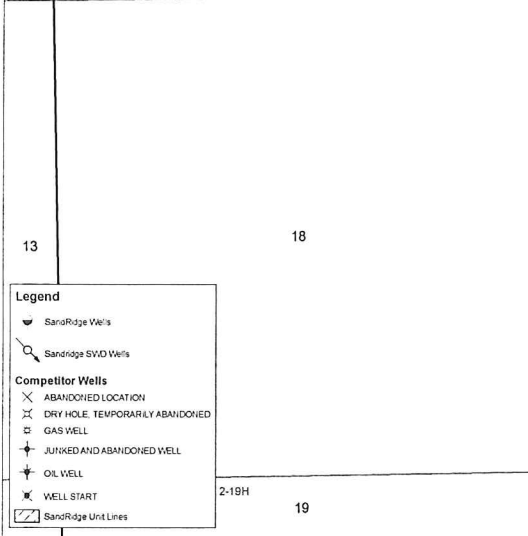 18
13
Legend
SandRidge Wells
Sandridge SWD Wells
Competitor Wells
ABANDONED LOCATION
DRY HOLE, TEMPORARILY ABANDONED
GAS WELL
JUNKED AND ABANDONED WELL
OIL WELL
WELL START
SandRidge Unit Lines
2-19H
19